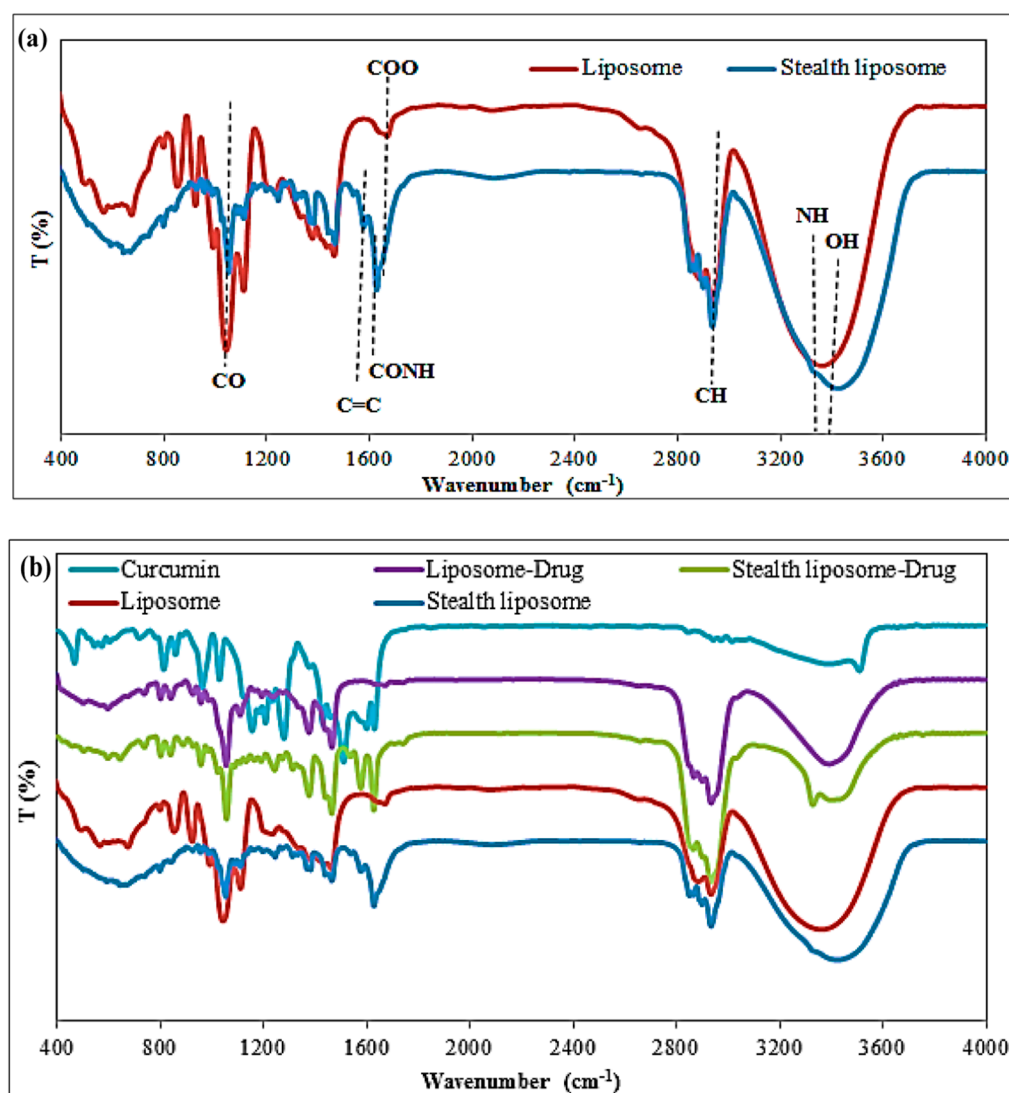 (a)
COO
Liposome Stealth liposome
T (%)
NH
OH
CO
CONH
C=C
CH
400 800 1200 1600 2000 2400 2800 3200 3600 4000
Wavenumber (cm⁻¹)
(b)
Curcumin Liposome-Drug Stealth liposome-Drug
Liposome Stealth liposome
T (%)
400 800 1200 1600 2000 2400 2800 3200 3600 4000
Wavenumber (cm⁻¹)